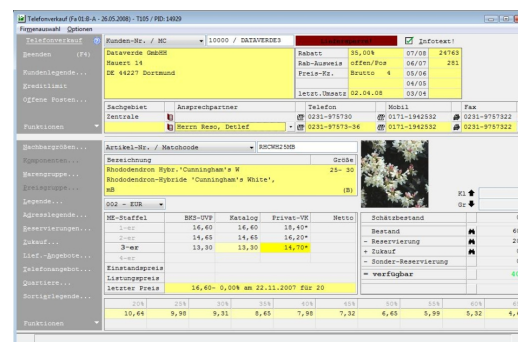 Telefonverkauf (Fa 01:B-A - 26.05.2008) - T105 / PID: 14929
Firmenauswahl Optionen
Telefonverkauf
Kunden-Nr. / MC 10000 / DATAVERDE3 Infotext!
Beenden (F4)
Kundenlegende...
Kreditlimit
Offene Posten...
Funktionen
Dataverde GmbHH
Hauert 14
DE 44227 Dortmund
Rabatt 35,00% 07/08 24763
Rab-Ausweis offen/Pos 06/07 281
Preis-Kz. Brutto 4 05/06
04/05
letzt.Umsatz 02.04.08 03/04
Sachgebiet Ansprechpartner Telefon Mobil Fax
Zentrale 0231-975730 0171-1942532 0231-9757322
Herrn Reso, Detlef 0231-97573-36 0171-1942532 0231-9757322
Nachbargrößen...
Komponenten...
Warengruppe...
Preisgruppe...
Legende...
Adresslegende...
Reservierungen...
Zukauf...
Lief.-Angebote...
Telefonangebot...
Quartiere...
Sortiglegende...
Funktionen
Artikel-Nr. / Matchcode RHCWH25MB
Bezeichnung Größe
Rhododendron Hybr.'Cunningham's W 25- 30
Rhododendron-Hybride 'Cunningham's White',
mB (B)
Kl
Gr
002 - EUR
ME-Staffel BKS-UVP Katalog Privat-VK Netto
1-er 16,60 16,60 18,40*
2-er 14,65 14,65 16,20*
3-er 13,30 13,30 14,70*
4-er
Einstandspreis
Listungspreis
letzter Preis 16,60- 0,00% am 22.11.2007 für 20
Schätzbestand
Bestand
- Reservierung
+ Zukauf
- Sonder-Reservierung
= verfügbar
20% 25% 30% 35% 40% 45% 50% 55% 60%
10,64 9,98 9,31 8,65 7,98 7,32 6,65 5,99 5,32